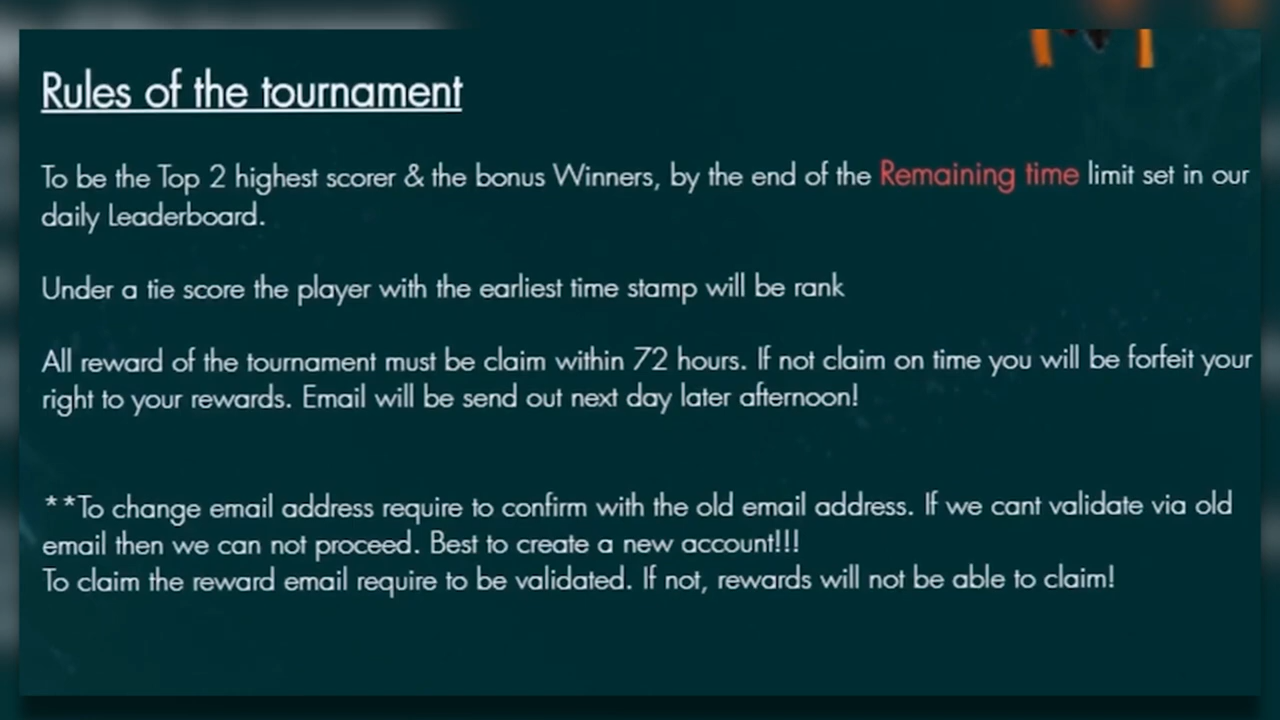 Rules of the tournament
To be the Top 2 highest scorer & the bonus Winners, by the end of the Remaining time limit set in our
daily Leaderboard.
Under a tie score the player with the earliest time stamp will be rank
All reward of the tournament must be claim within 72 hours. If not claim on time you will be forfeit your
right to your rewards. Email will be send out next day later afternoon!
**To change email address require to confirm with the old email address. If we cant validate via old
email then we can not proceed. Best to create a new account!!!
To claim the reward email require to be validated. If not, rewards will not be able to claim!